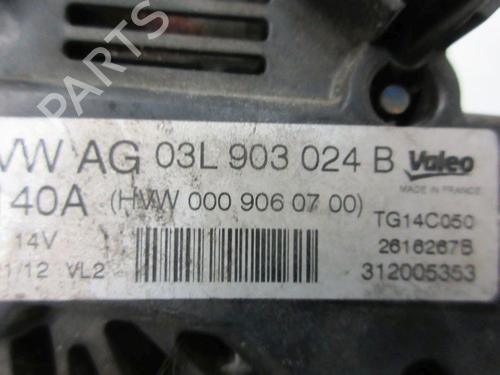 B-PARTS
VW AG 03L 903 024 B Valeo
MADE IN FRANCE
140A (HVW 000 906 07 00)
TG14C050
14V 2616267B
1/12 VL2 312005353